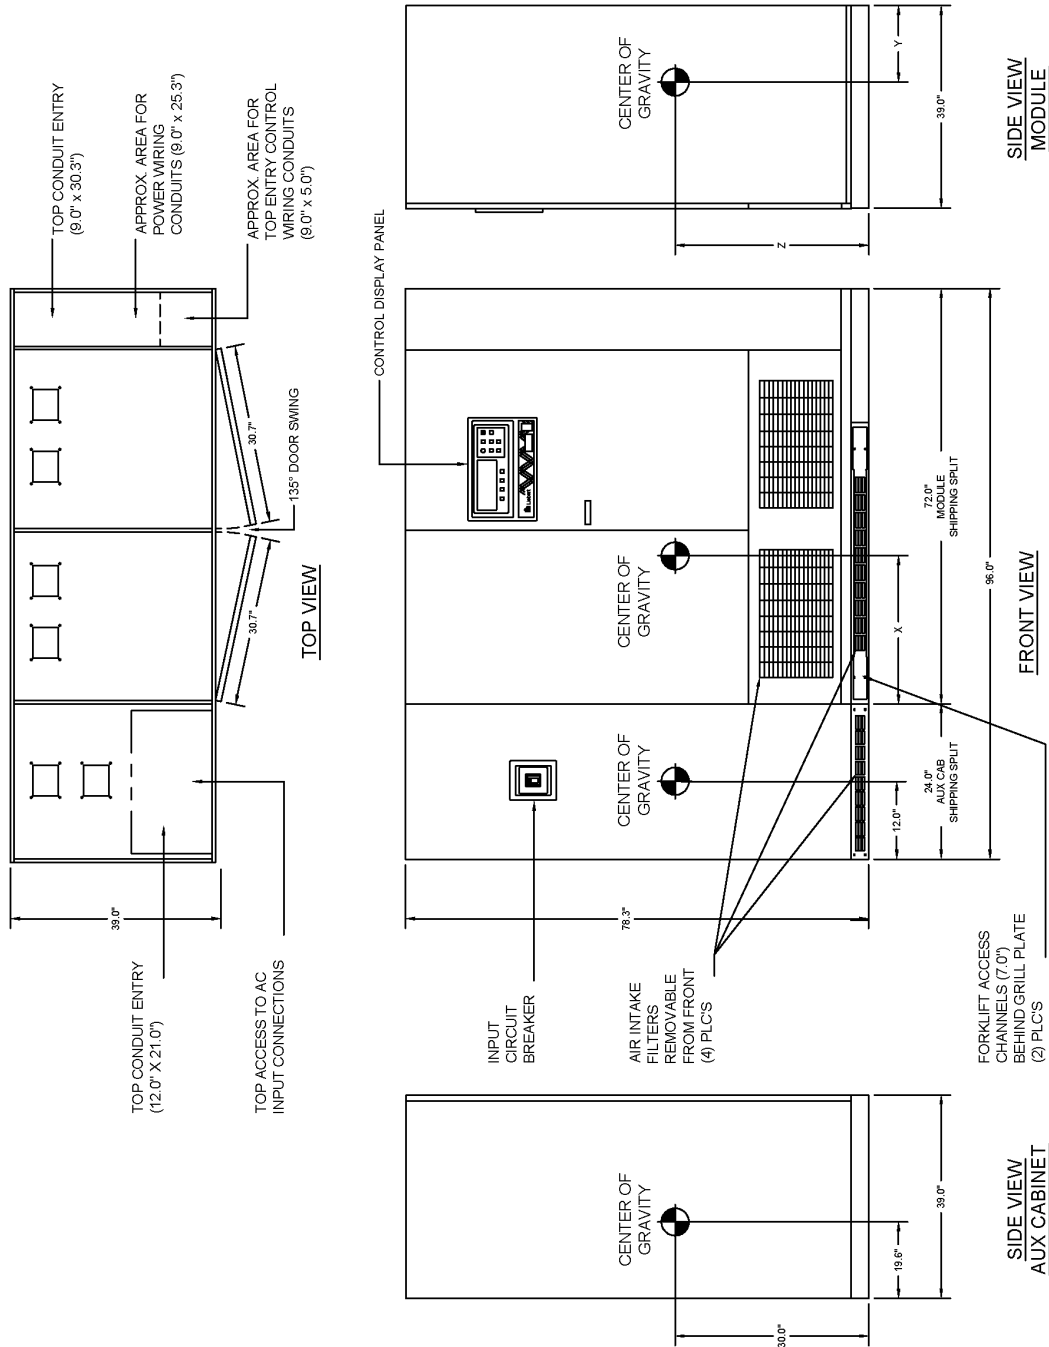 TOP CONDUIT ENTRY
(12.0" X 21.0")
TOP ACCESS TO AC
INPUT CONNECTIONS
39.0"
30.7"
30.7"
135° DOOR SWING
TOP VIEW
TOP CONDUIT ENTRY
(9.0" x 30.3")
APPROX. AREA FOR
POWER WIRING
CONDUITS (9.0" x 25.3")
APPROX. AREA FOR
TOP ENTRY CONTROL
WIRING CONDUITS
(9.0" x 5.0")
CENTER OF
GRAVITY
30.0"
19.6"
39.0"
SIDE VIEW
AUX CABINET
INPUT
CIRCUIT
BREAKER
AIR INTAKE
FILTERS
REMOVABLE
FROM FRONT
(4) PLC'S
FORKLIFT ACCESS
CHANNELS (7.0")
BEHIND GRILL PLATE
(2) PLC'S
78.3"
CENTER OF
GRAVITY
CENTER OF
GRAVITY
CONTROL DISPLAY PANEL
Liebert
12.0"
X
24.0"
AUX CAB
SHIPPING SPLIT
72.0"
MODULE
SHIPPING SPLIT
96.0"
FRONT VIEW
CENTER OF
GRAVITY
Z
Y
39.0"
SIDE VIEW
MODULE